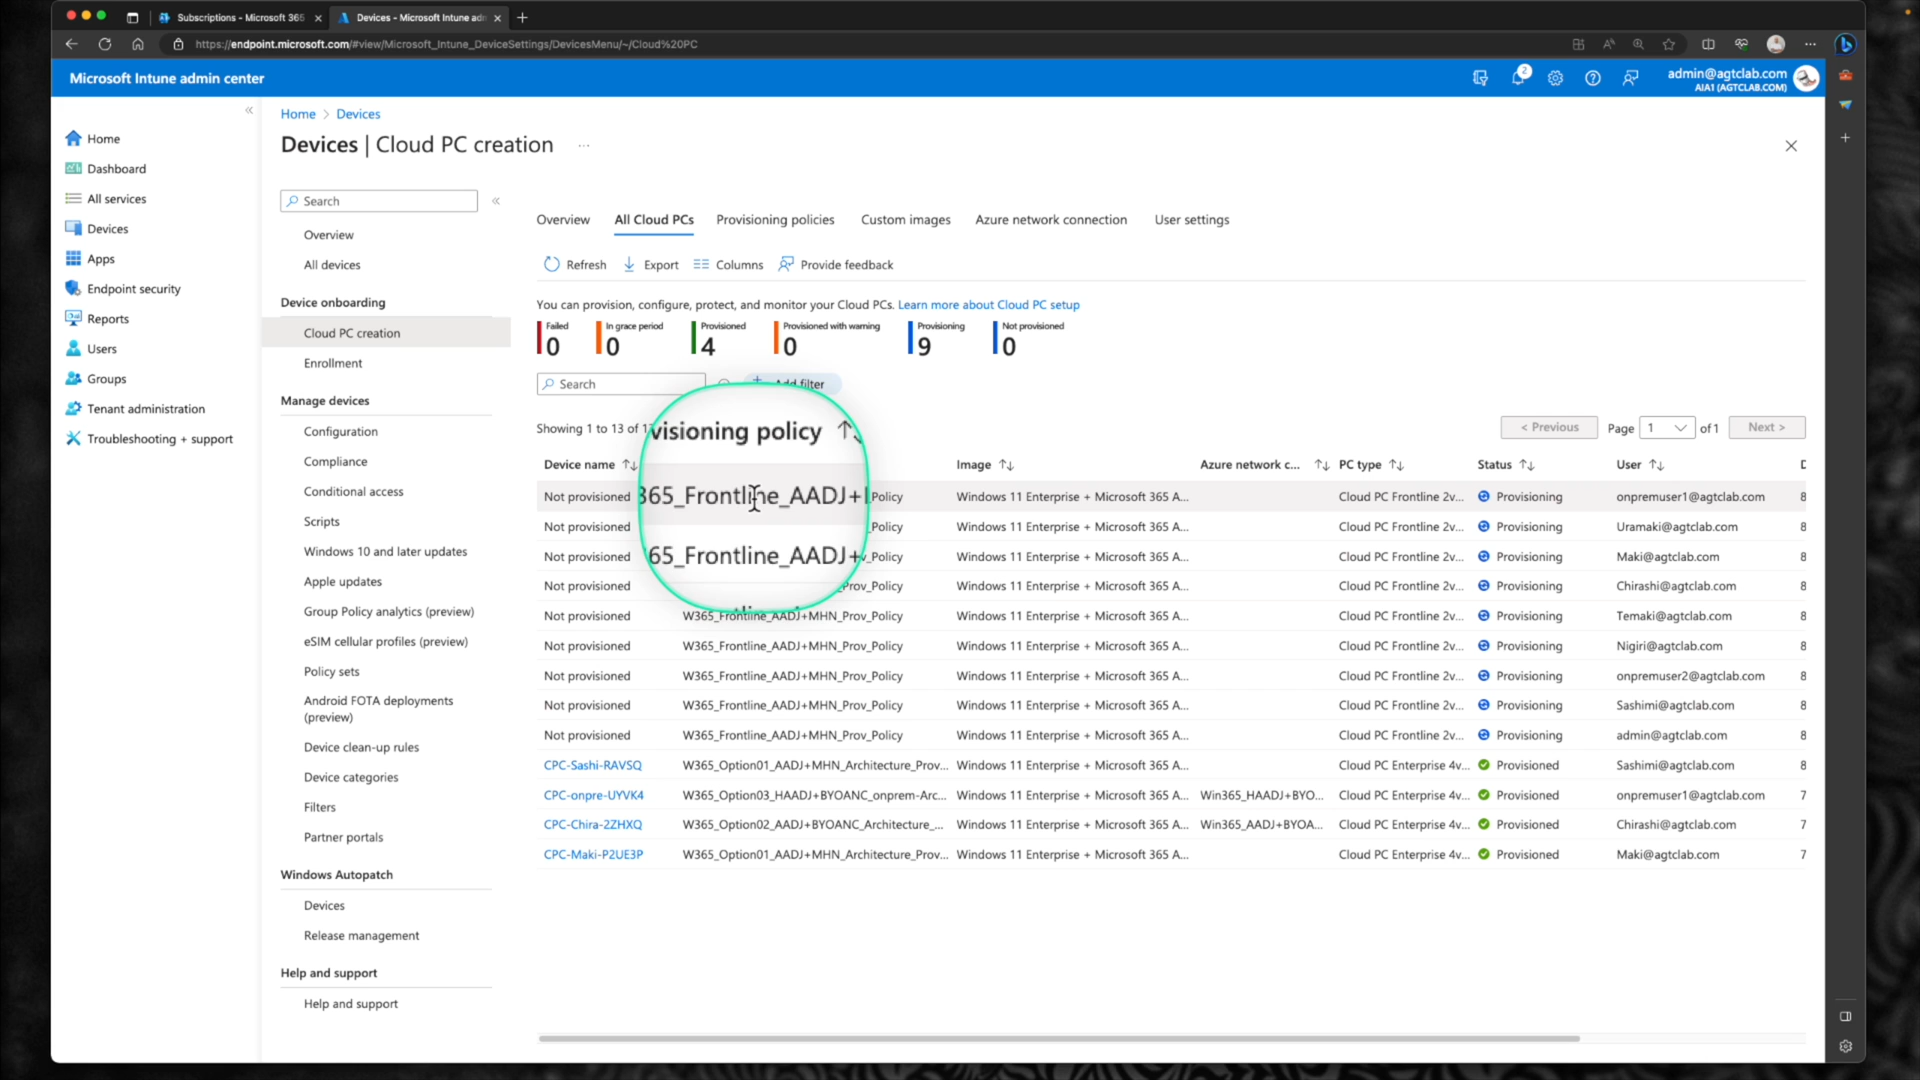 Subscriptions - Microsoft 365
Devices - Microsoft Intune adm
https://endpoint.microsoft.com/#view/Microsoft_Intune_DeviceSettings/DevicesMenu/~/Cloud%20PC
Microsoft Intune admin center
2
admin@agtclab.com
AIA1 (AGTCLAB.COM)
Home
Dashboard
All services
Devices
Apps
Endpoint security
Reports
Users
Groups
Tenant administration
Troubleshooting + support
Home > Devices
Devices | Cloud PC creation
Search
Overview
All devices
Device onboarding
Cloud PC creation
Enrollment
Manage devices
Configuration
Compliance
Conditional access
Scripts
Windows 10 and later updates
Apple updates
Group Policy analytics (preview)
eSIM cellular profiles (preview)
Policy sets
Android FOTA deployments
(preview)
Device clean-up rules
Device categories
Filters
Partner portals
Windows Autopatch
Devices
Release management
Help and support
Help and support
Overview All Cloud PCs Provisioning policies Custom images Azure network connection User settings
Refresh Export Columns Provide feedback
You can provision, configure, protect, and monitor your Cloud PCs. Learn more about Cloud PC setup
Failed In grace period Provisioned Provisioned with warning Provisioning Not provisioned
0 0 4 0 9 0
Search Add filter
Showing 1 to 13 of 1
< Previous Page 1 of 1 Next >
visioning policy
Device name Image Azure network c... PC type Status User
Not provisioned 365_Frontline_AADJ+ Policy Windows 11 Enterprise + Microsoft 365 A... Cloud PC Frontline 2v... Provisioning onpremuser1@agtclab.com 8
Not provisioned Policy Windows 11 Enterprise + Microsoft 365 A... Cloud PC Frontline 2v... Provisioning Uramaki@agtclab.com 8
Not provisioned 65_Frontline_AADJ+ Policy Windows 11 Enterprise + Microsoft 365 A... Cloud PC Frontline 2v... Provisioning Maki@agtclab.com 8
Not provisioned _Prov_Policy Windows 11 Enterprise + Microsoft 365 A... Cloud PC Frontline 2v... Provisioning Chirashi@agtclab.com 8
Not provisioned W365_Frontline_AADJ+MHN_Prov_Policy Windows 11 Enterprise + Microsoft 365 A... Cloud PC Frontline 2v... Provisioning Temaki@agtclab.com 8
Not provisioned W365_Frontline_AADJ+MHN_Prov_Policy Windows 11 Enterprise + Microsoft 365 A... Cloud PC Frontline 2v... Provisioning Nigiri@agtclab.com 8
Not provisioned W365_Frontline_AADJ+MHN_Prov_Policy Windows 11 Enterprise + Microsoft 365 A... Cloud PC Frontline 2v... Provisioning onpremuser2@agtclab.com 8
Not provisioned W365_Frontline_AADJ+MHN_Prov_Policy Windows 11 Enterprise + Microsoft 365 A... Cloud PC Frontline 2v... Provisioning Sashimi@agtclab.com 8
Not provisioned W365_Frontline_AADJ+MHN_Prov_Policy Windows 11 Enterprise + Microsoft 365 A... Cloud PC Frontline 2v... Provisioning admin@agtclab.com 8
CPC-Sashi-RAVSQ W365_Option01_AADJ+MHN_Architecture_Prov... Windows 11 Enterprise + Microsoft 365 A... Cloud PC Enterprise 4v... Provisioned Sashimi@agtclab.com 8
CPC-onpre-UYVK4 W365_Option03_HAADJ+BYOANC_onprem-Arc... Windows 11 Enterprise + Microsoft 365 A... Win365_HAADJ+BYO... Cloud PC Enterprise 4v... Provisioned onpremuser1@agtclab.com 7
CPC-Chira-2ZHXQ W365_Option02_AADJ+BYOANC_Architecture_... Windows 11 Enterprise + Microsoft 365 A... Win365_AADJ+BYOA... Cloud PC Enterprise 4v... Provisioned Chirashi@agtclab.com 7
CPC-Maki-P2UE3P W365_Option01_AADJ+MHN_Architecture_Prov... Windows 11 Enterprise + Microsoft 365 A... Cloud PC Enterprise 4v... Provisioned Maki@agtclab.com 7